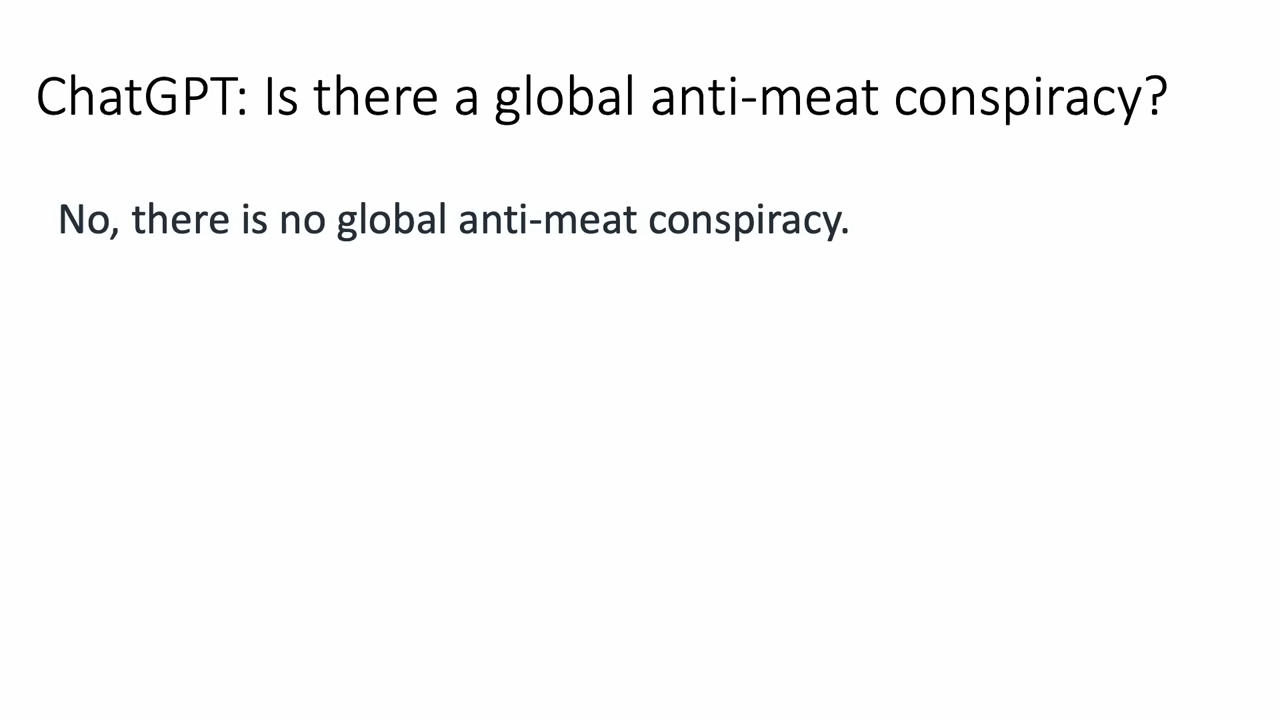 ChatGPT: Is there a global anti-meat conspiracy?
No, there is no global anti-meat conspiracy.